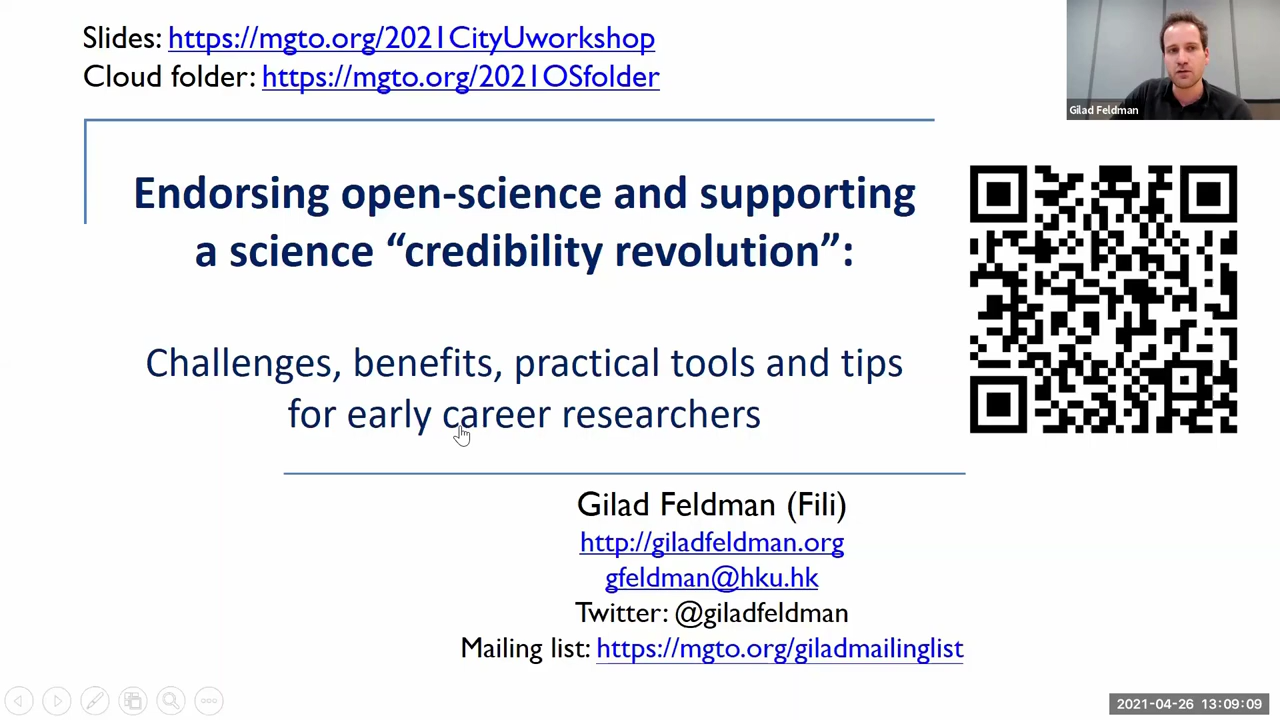 Slides: https://mgto.org/2021CityUworkshop
Cloud folder: https://mgto.org/2021OSfolder
Gilad Feldman
Endorsing open-science and supporting
a science “credibility revolution”:
Challenges, benefits, practical tools and tips
for early career researchers
Gilad Feldman (Fili)
http://giladfeldman.org
gfeldman@hku.hk
Twitter: @giladfeldman
Mailing list: https://mgto.org/giladmailinglist
2021-04-26 13:09:09